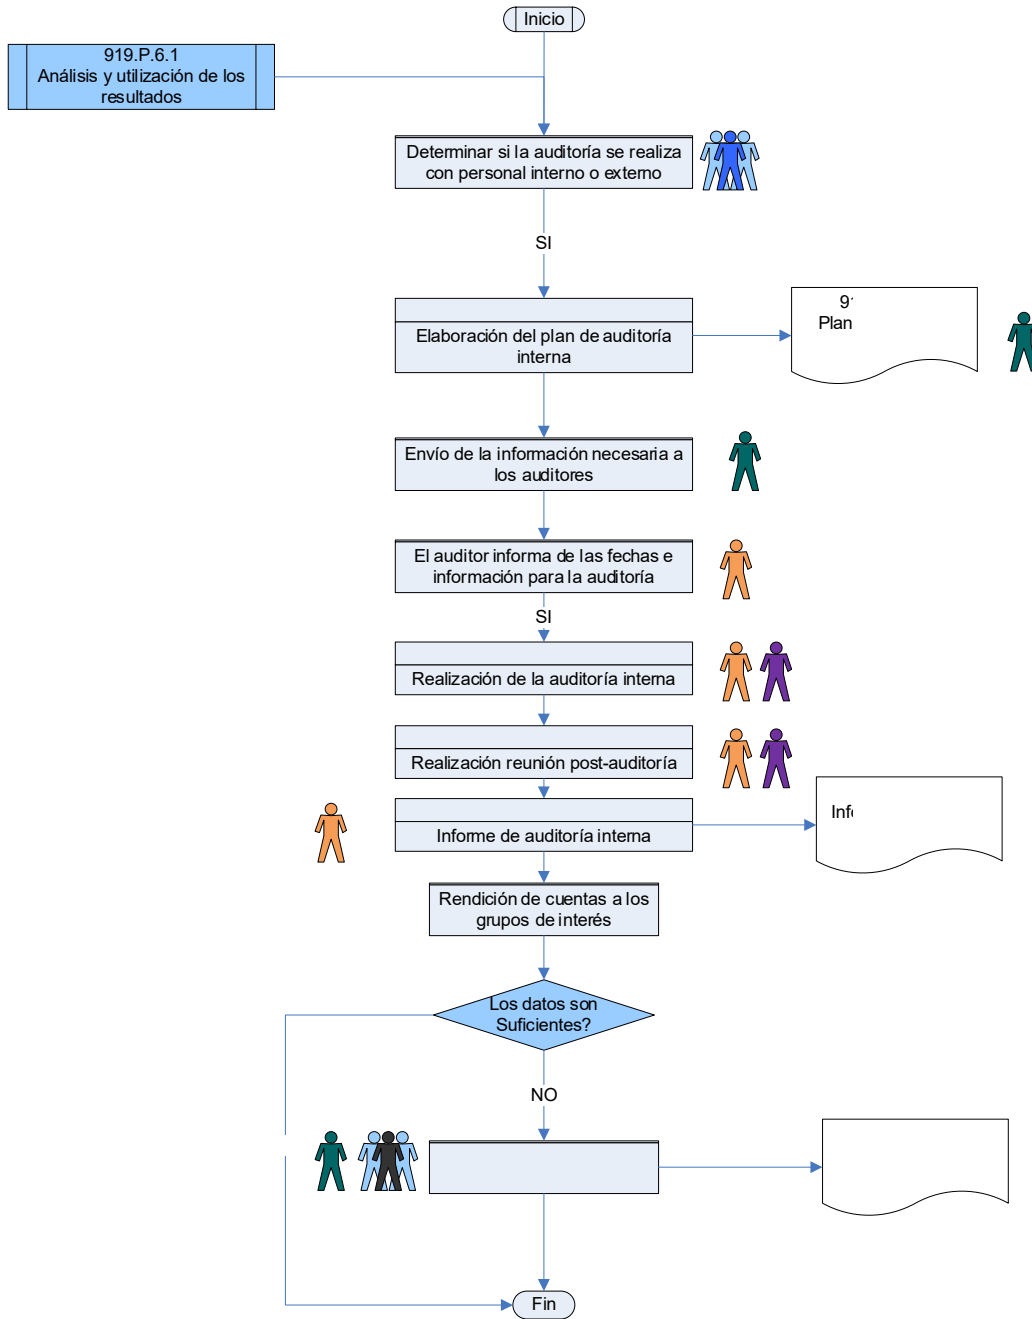 Inicio
919.P.6.1
Análisis y utilización de los
resultados
Determinar si la auditoría se realiza
con personal interno o externo
SI
Elaboración del plan de auditoría
interna
Plan
Envío de la información necesaria a
los auditores
El auditor informa de las fechas e
información para la auditoría
SI
Realización de la auditoría interna
Realización reunión post-auditoría
Informe de auditoría interna
Rendición de cuentas a los
grupos de interés
Los datos son
Suficientes?
NO
Fin